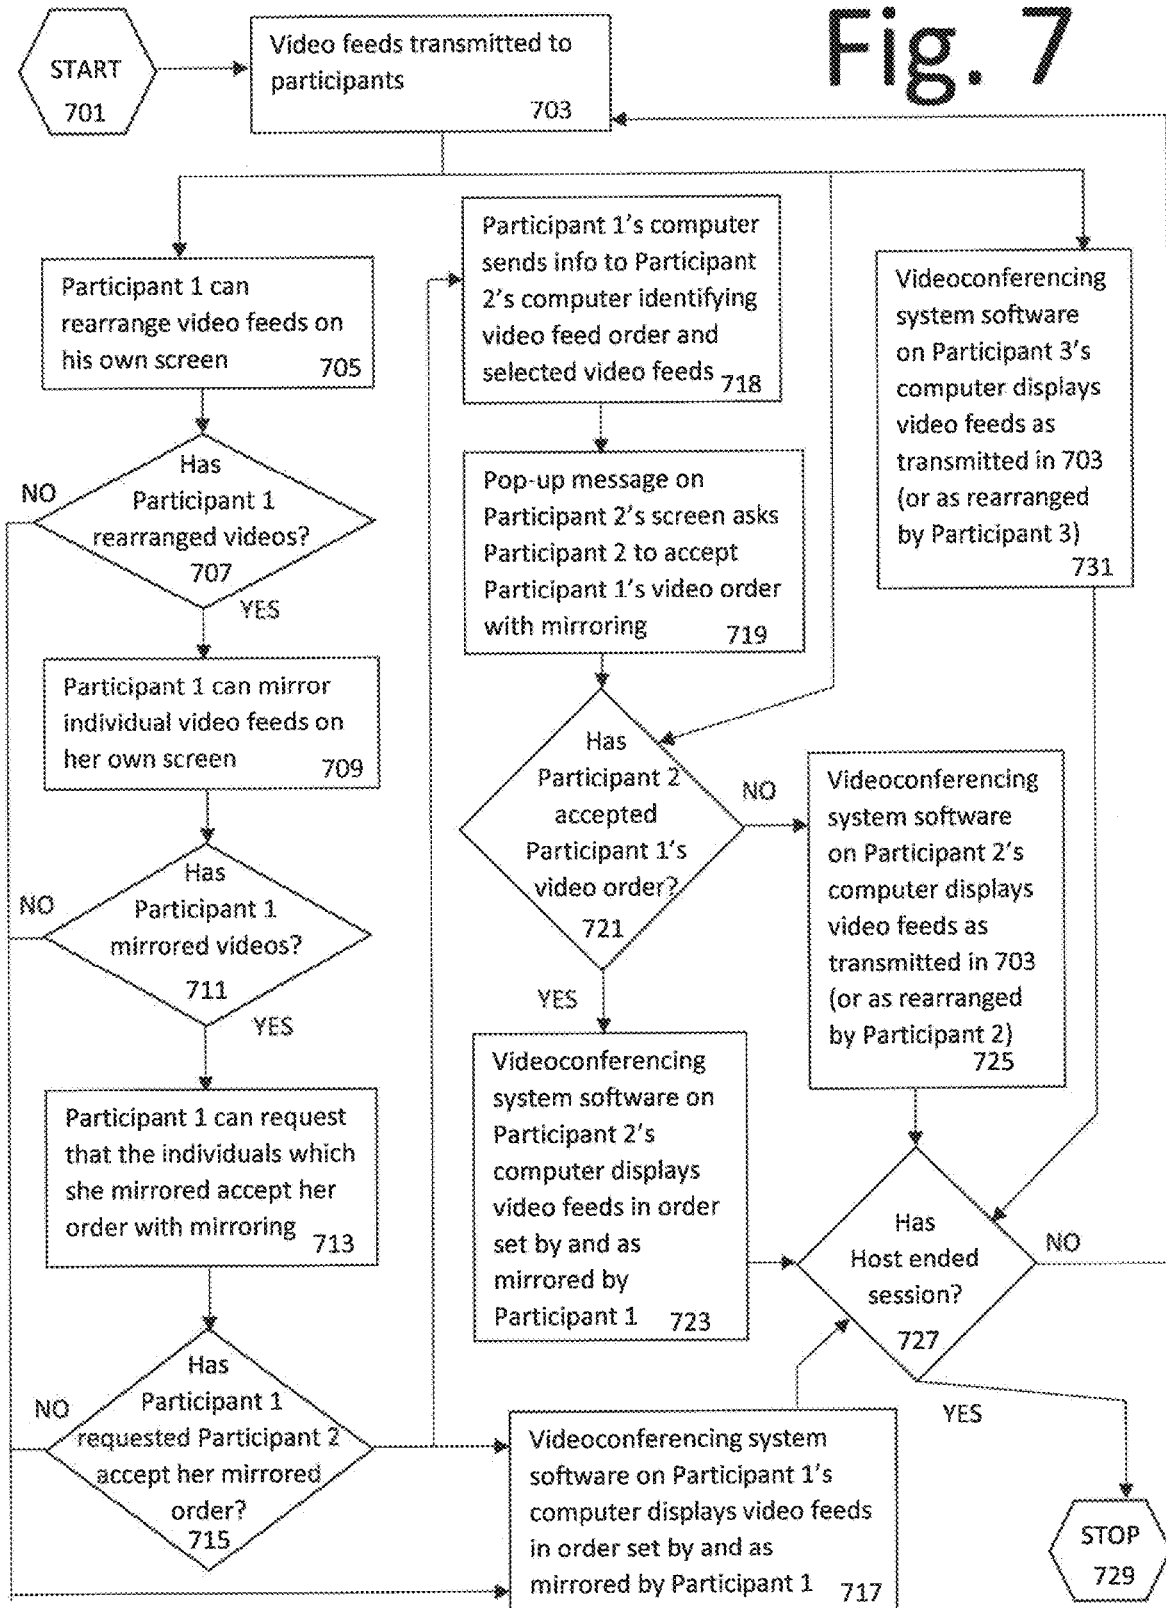 Fig. 7
START
701
Video feeds transmitted to
participants
703
Participant 1 can
rearrange video feeds on
his own screen
705
Has
Participant 1
rearranged videos?
707
NO
YES
Participant 1 can mirror
individual video feeds on
her own screen
709
Has
Participant 1
mirrored videos?
711
NO
YES
Participant 1 can request
that the individuals which
she mirrored accept her
order with mirroring
713
Has
Participant 1
requested Participant 2
accept her mirrored
order?
715
NO
Participant 1's computer
sends info to Participant
2's computer identifying
video feed order and
selected video feeds
718
Pop-up message on
Participant 2's screen asks
Participant 2 to accept
Participant 1's video order
with mirroring
719
Has
Participant 2
accepted
Participant 1's
video order?
721
NO
YES
Videoconferencing
system software on
Participant 2's
computer displays
video feeds in order
set by and as
mirrored by
Participant 1
723
Videoconferencing system
software on Participant 1's
computer displays video feeds
in order set by and as
mirrored by Participant 1
717
Videoconferencing
system software
on Participant 3's
computer displays
video feeds as
transmitted in 703
(or as rearranged
by Participant 3)
731
Videoconferencing
system software
on Participant 2's
computer displays
video feeds as
transmitted in 703
(or as rearranged
by Participant 2)
725
Has
Host ended
session?
727
NO
YES
STOP
729